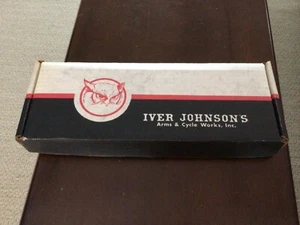 IVER JOHNSON'S
Arms & Cycle Works, Inc.